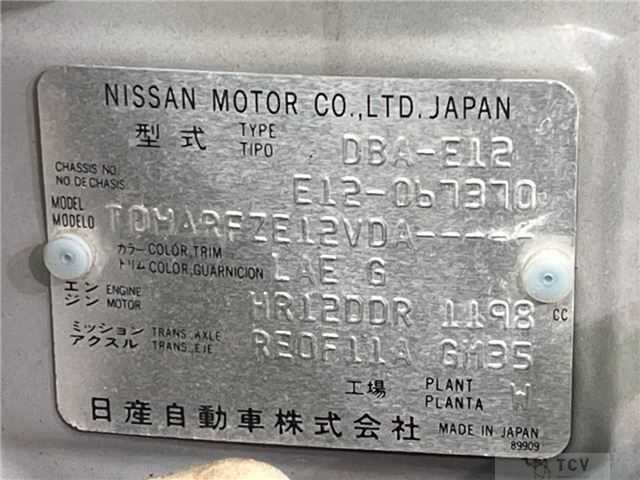 NISSAN MOTOR CO.,LTD. JAPAN
型式 TYPE TIPO DBA-E12
CHASSIS NO. NO DE CHASIS E12-067370
MODEL MODELO TDMARFZE12VDA-----
カラー COLOR, TRIM
トリム COLOR, GUARNICION LAE G
エンジン ENGINE MOTOR HR12DDR 1198 CC
ミッション TRANS., AXLE
アクスル TRANS., EJE RE0F11A GM35
工場 PLANT PLANTA W
日産自動車株式会社 MADE IN JAPAN
89909
TCV